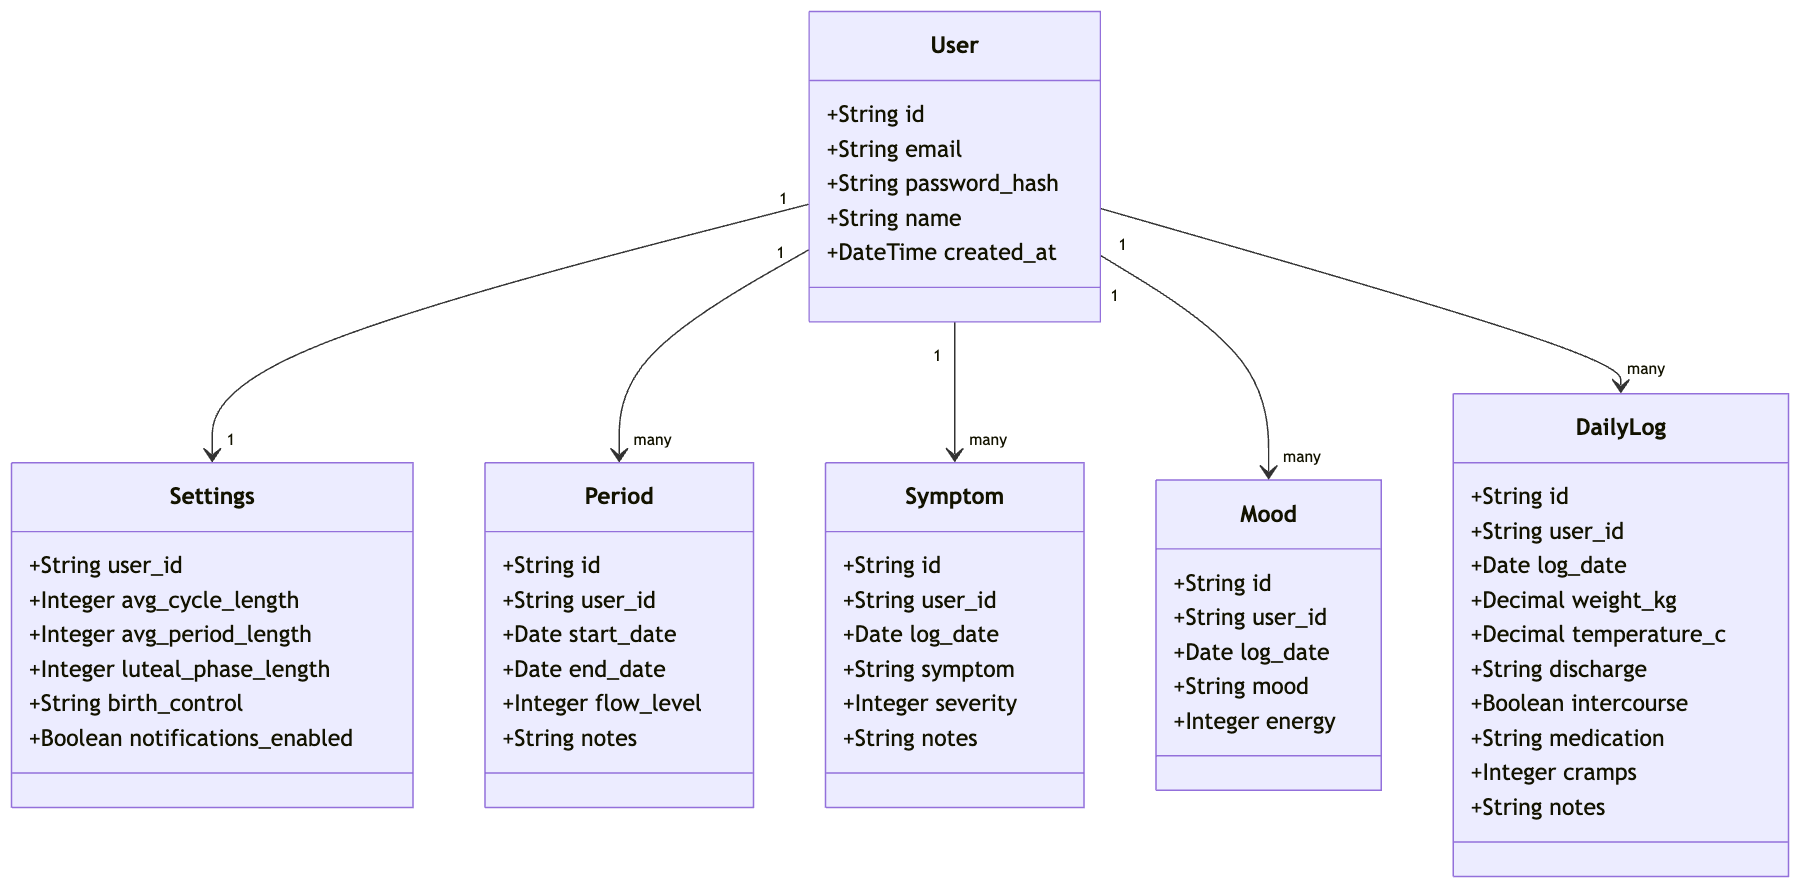 User
+String id
+String email
+String password_hash
+String name
+DateTime created_at
1
1
1
1
1
1
many
many
many
many
Settings
+String user_id
+Integer avg_cycle_length
+Integer avg_period_length
+Integer luteal_phase_length
+String birth_control
+Boolean notifications_enabled
Period
+String id
+String user_id
+Date start_date
+Date end_date
+Integer flow_level
+String notes
Symptom
+String id
+String user_id
+Date log_date
+String symptom
+Integer severity
+String notes
Mood
+String id
+String user_id
+Date log_date
+String mood
+Integer energy
DailyLog
+String id
+String user_id
+Date log_date
+Decimal weight_kg
+Decimal temperature_c
+String discharge
+Boolean intercourse
+String medication
+Integer cramps
+String notes